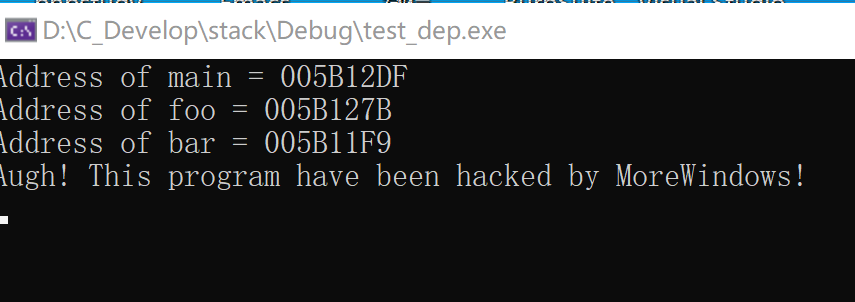 D:\C_Develop\stack\Debug\test_dep.exe
Address of main = 005B12DF
Address of foo = 005B127B
Address of bar = 005B11F9
Augh! This program have been hacked by MoreWindows!